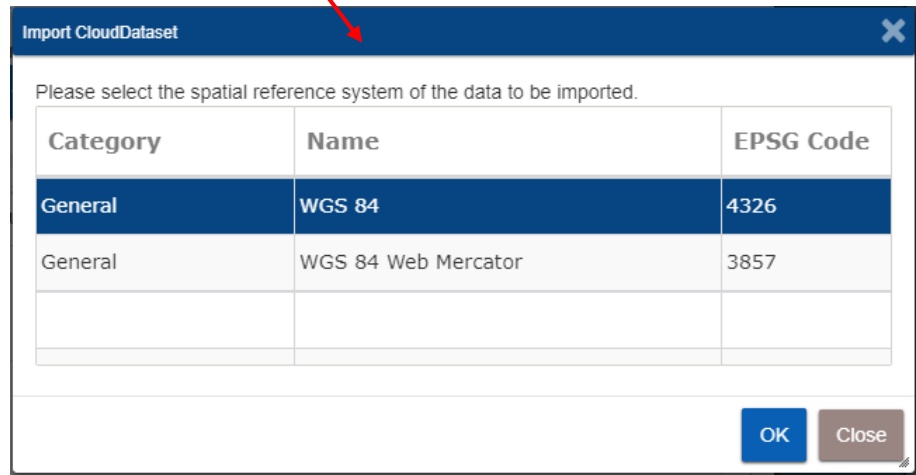 Import CloudDataset
Please select the spatial reference system of the data to be imported.
Category Name EPSG Code
General WGS 84 4326
General WGS 84 Web Mercator 3857
OK Close